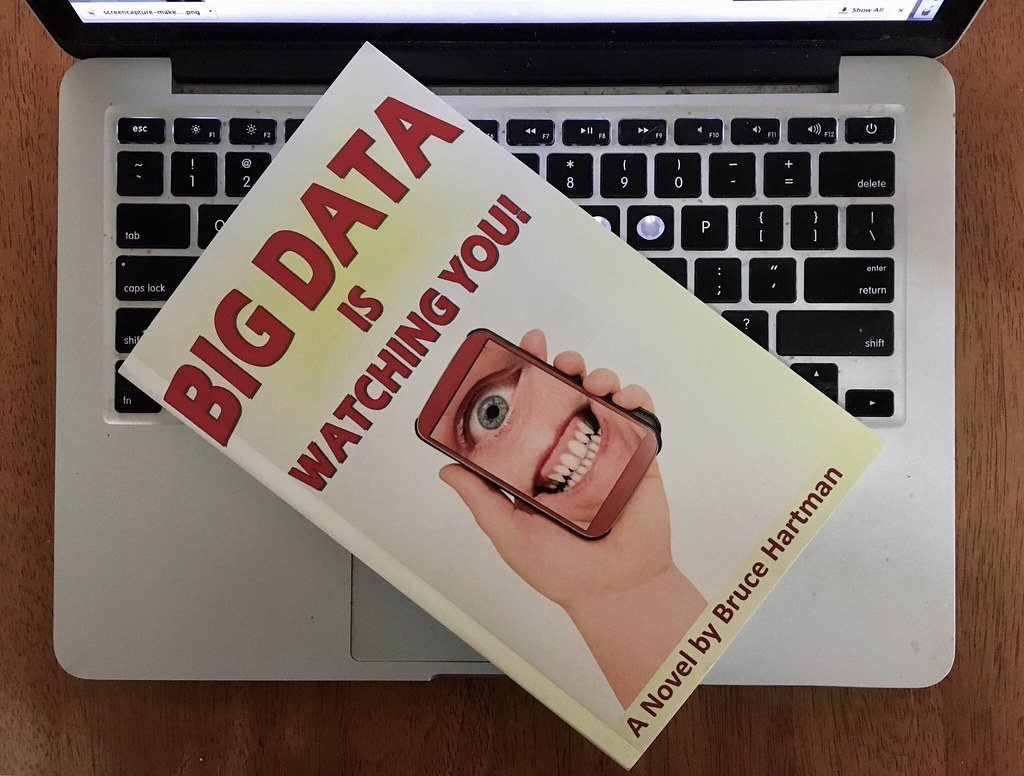 screencapture-make....png
Show All
BIG DATA
IS
WATCHING YOU!
A Novel by Bruce Hartman
esc
F1
F2
F7
F8
F9
F10
F11
F12
~
`
!
1
@
2
*
8
(
9
)
0
_
-
+
=
delete
tab
P
{
[
}
]
|
\
caps lock
:
;
"
'
enter
return
?
shift
fn